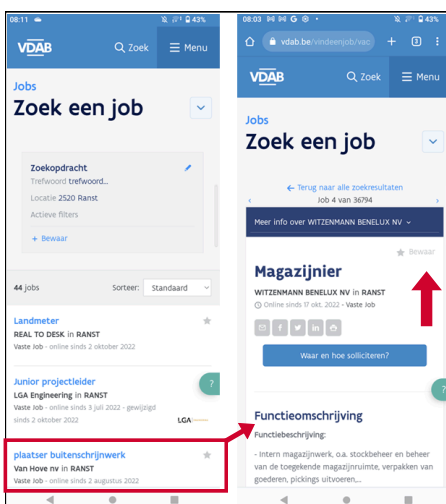 08:11
43%
VDAB
Zoek
Menu
Jobs
Zoek een job
Zoekopdracht
Trefwoord trefwoord...
Locatie 2520 Ranst
Actieve filters
+ Bewaar
44 jobs
Sorteer:
Standaard
Landmeter
REAL TO DESK in RANST
Vaste Job - online sinds 2 oktober 2022
Junior projectleider
LGA Engineering in RANST
Vaste Job - online sinds 3 juli 2022 - gewijzigd
sinds 2 oktober 2022
LGA
?
plaatser buitenschrijnwerk
Van Hove nv in RANST
Vaste Job - online sinds 2 augustus 2022
08:03
G
43%
vdab.be/vindeenjob/vac
3
VDAB
Zoek
Menu
Jobs
Zoek een job
← Terug naar alle zoekresultaten
‹ Job 4 van 36794 ›
Meer info over WITZENMANN BENELUX NV
Bewaar
Magazijnier
WITZENMANN BENELUX NV in RANST
Online sinds 17 okt. 2022 - Vaste Job
Waar en hoe solliciteren?
?
Functieomschrijving
Functiebeschrijving:
- Intern magazijnwerk, o.a. stockbeheer en beheer
van de toegekende magazijnruimte, verpakken van
goederen, pickings uitvoeren,...